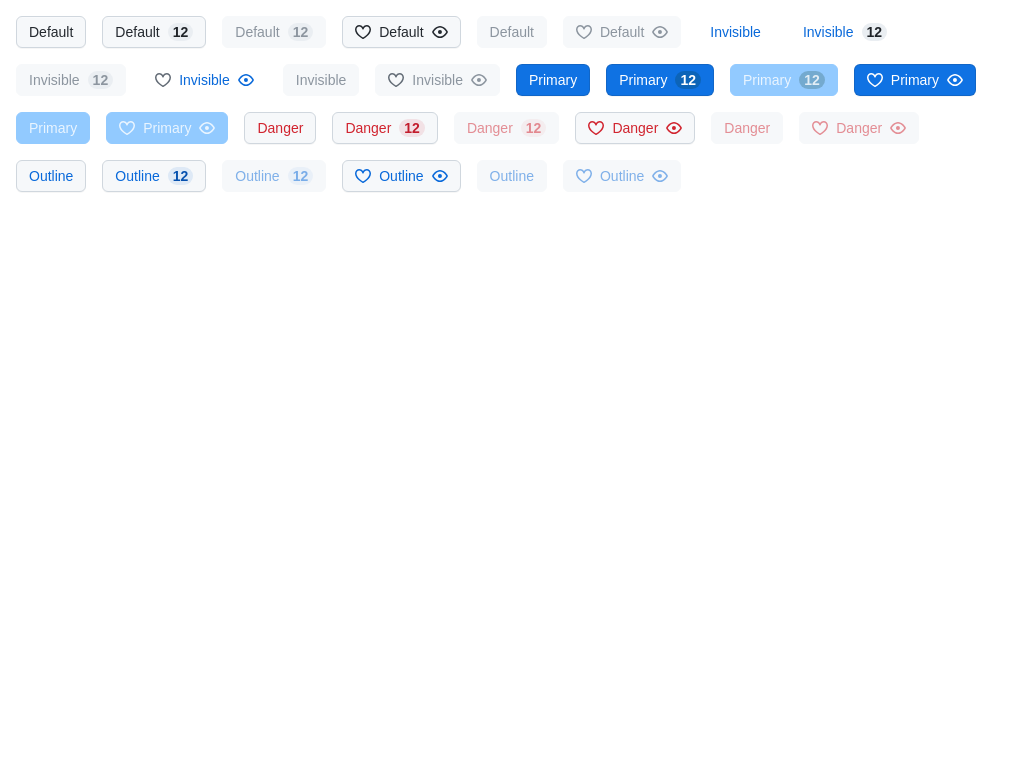 Default Default 12 Default 12 Default Default Default Invisible Invisible 12
Invisible 12 Invisible Invisible Invisible Primary Primary 12 Primary 12 Primary
Primary Primary Danger Danger 12 Danger 12 Danger Danger Danger
Outline Outline 12 Outline 12 Outline Outline Outline